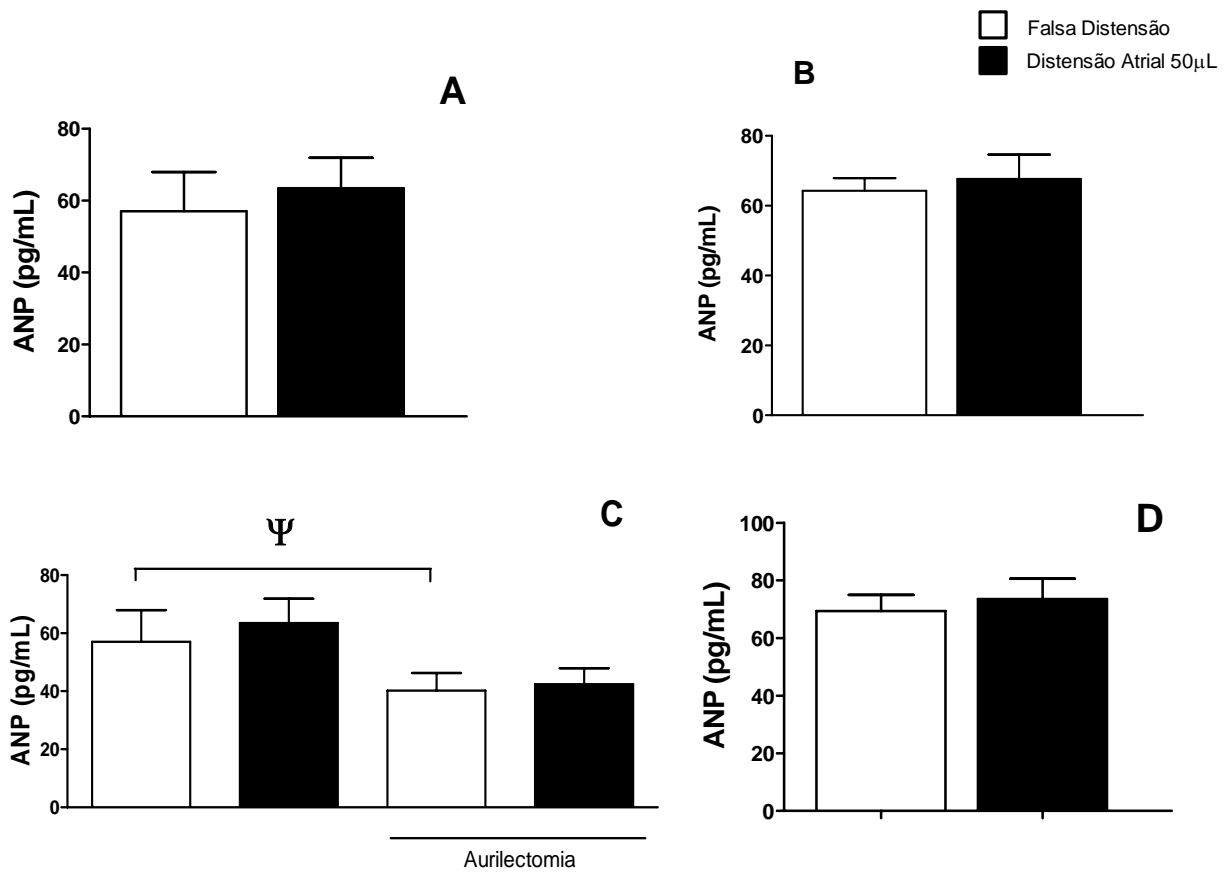 Falsa Distensão
Distensão Atrial 50μL
A
80
60
40
20
0
ANP (pg/mL)
B
80
60
40
20
0
ANP (pg/mL)
C
Ψ
80
60
40
20
0
ANP (pg/mL)
Aurilectomia
D
100
80
60
40
20
0
ANP (pg/mL)